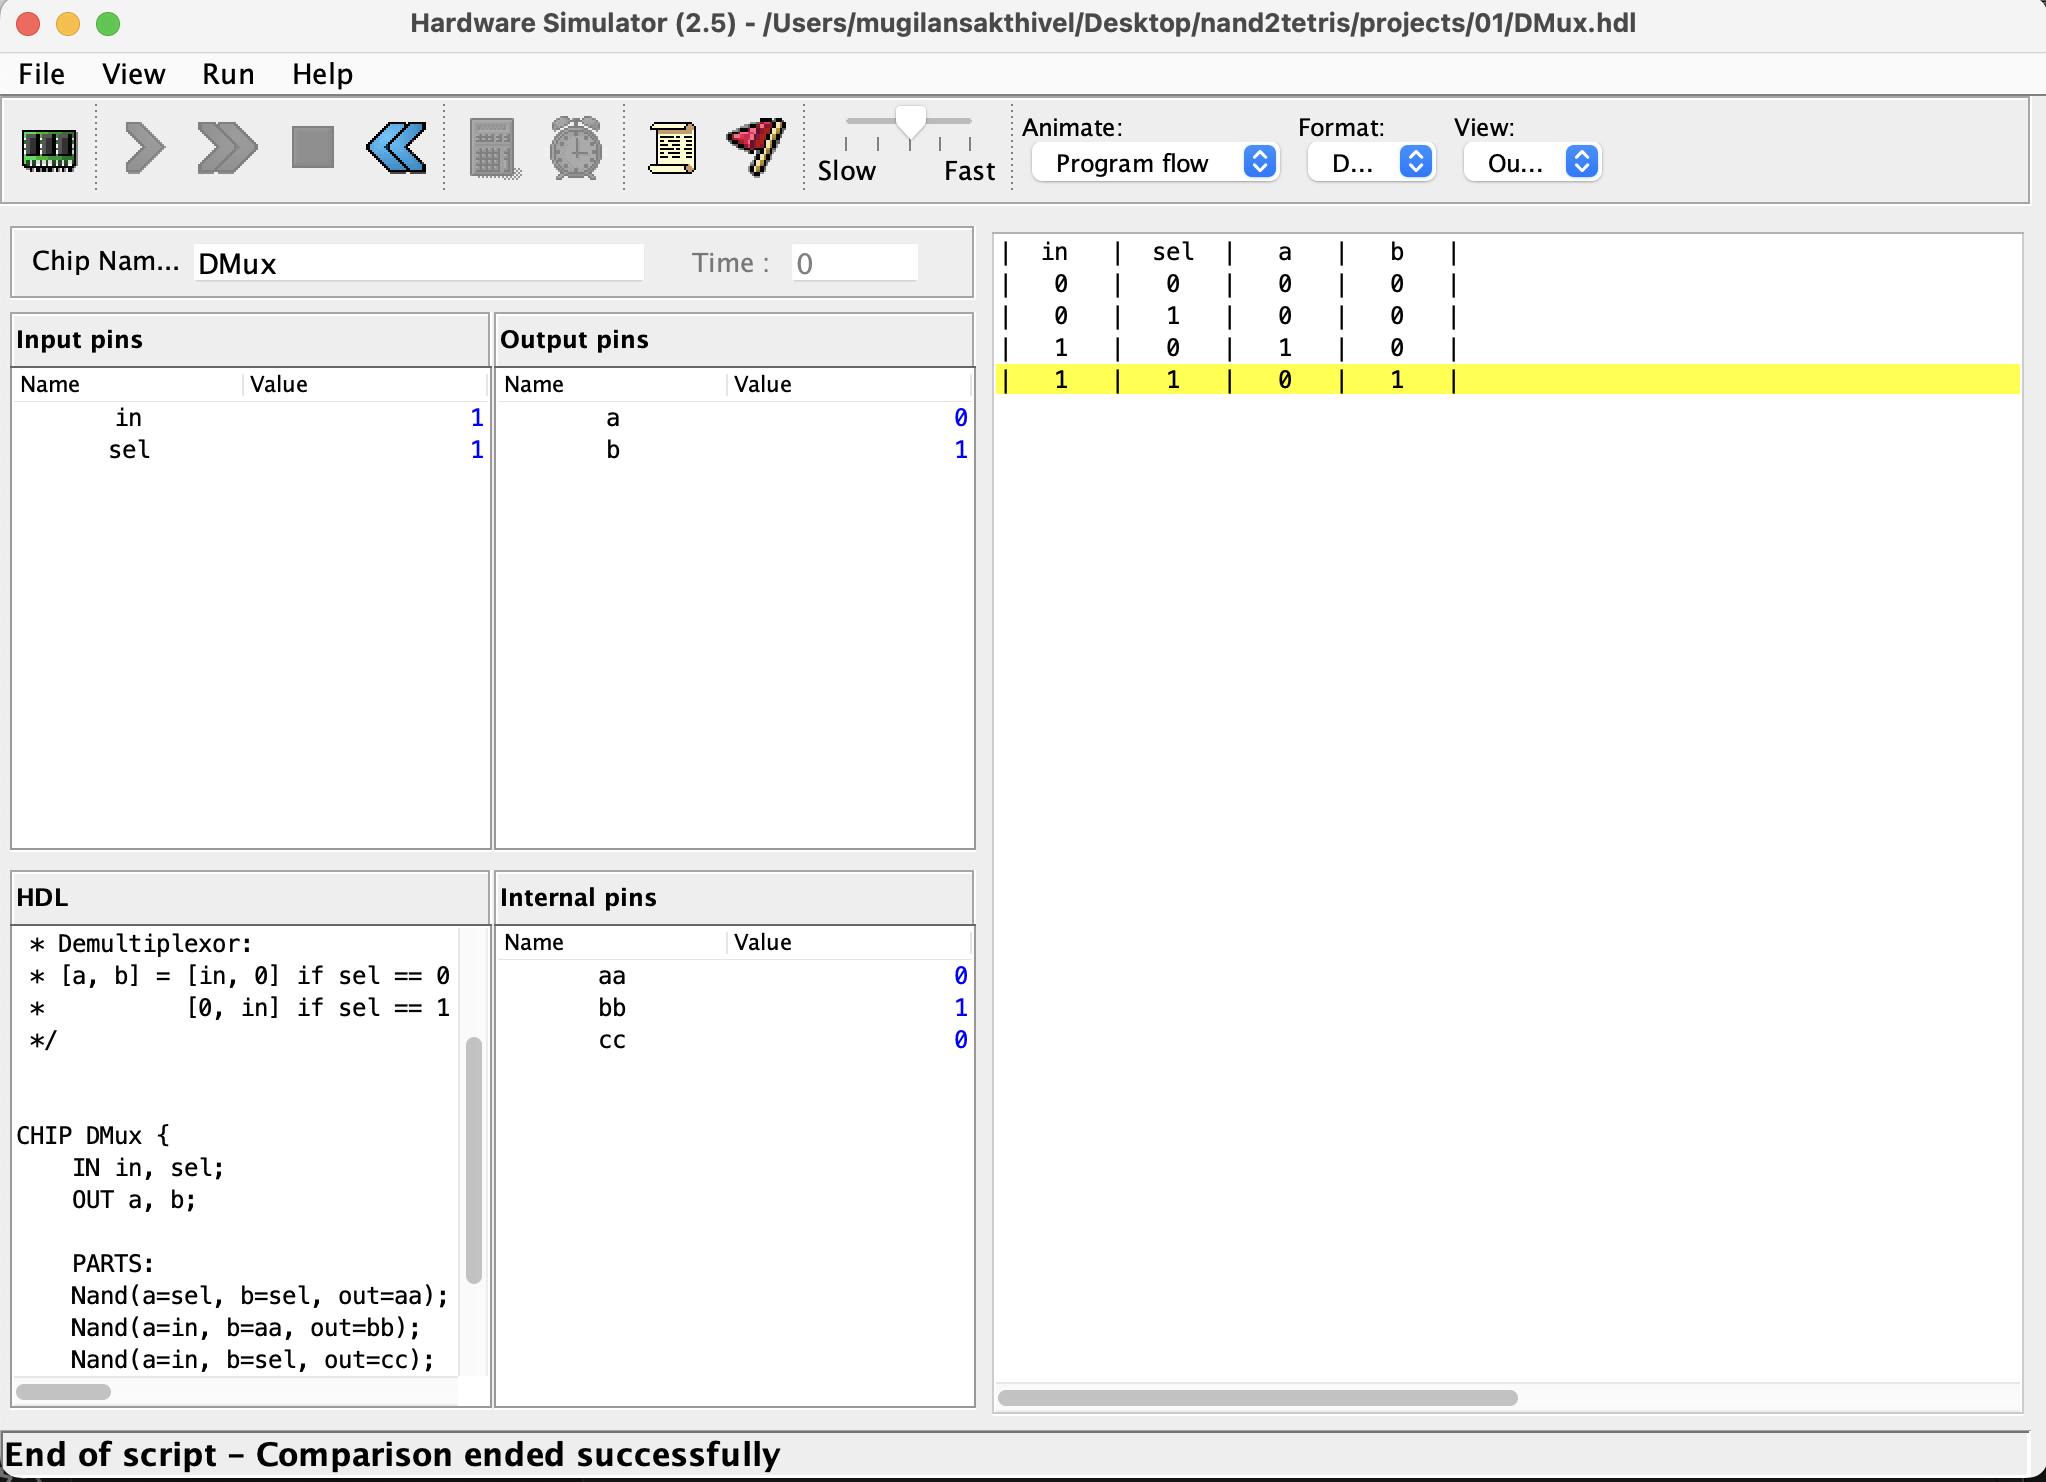 Hardware Simulator (2.5) - /Users/mugilansakthivel/Desktop/nand2tetris/projects/01/DMux.hdl
File View Run Help
Slow Fast
Animate: Format: View:
Program flow D... Ou...
Chip Nam... DMux Time : 0
Input pins
Name Value
in 1
sel 1
Output pins
Name Value
a 0
b 1
HDL
* Demultiplexor:
* [a, b] = [in, 0] if sel == 0
* [0, in] if sel == 1
*/
CHIP DMux {
IN in, sel;
OUT a, b;
PARTS:
Nand(a=sel, b=sel, out=aa);
Nand(a=in, b=aa, out=bb);
Nand(a=in, b=sel, out=cc);
Internal pins
Name Value
aa 0
bb 1
cc 0
| in | sel | a | b |
| 0 | 0 | 0 | 0 |
| 0 | 1 | 0 | 0 |
| 1 | 0 | 1 | 0 |
| 1 | 1 | 0 | 1 |
End of script – Comparison ended successfully